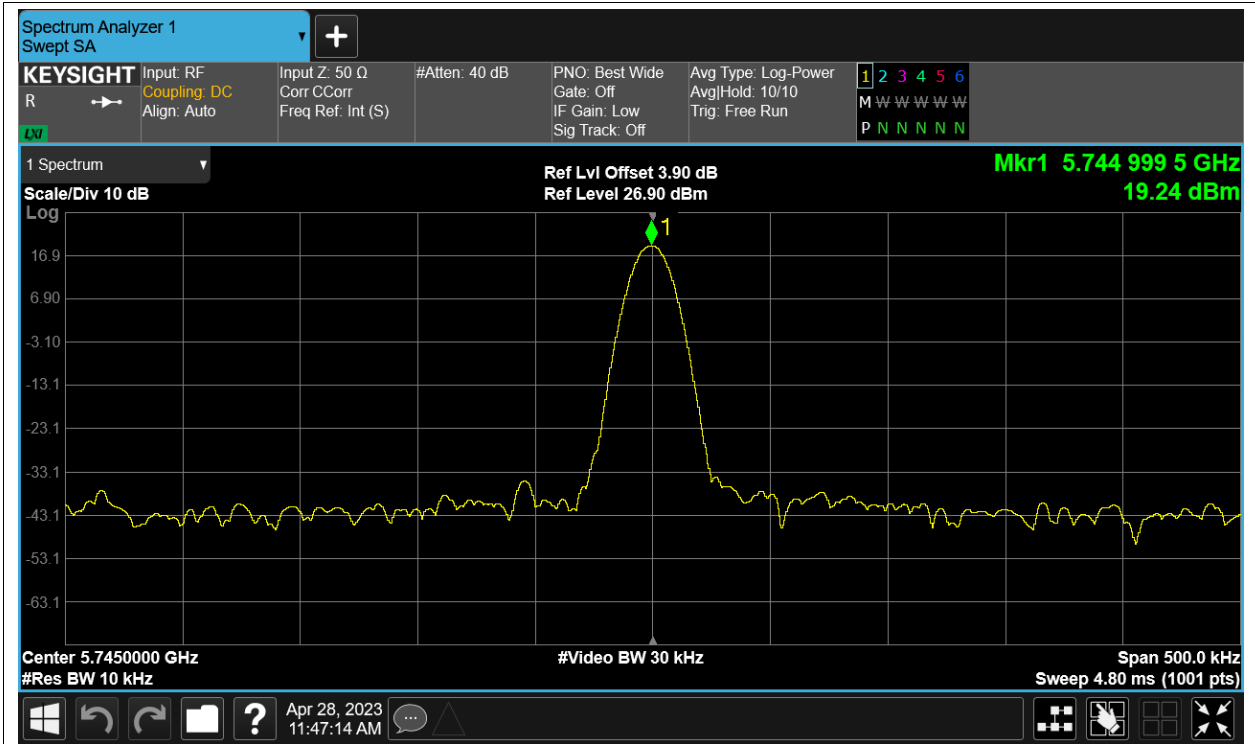 Spectrum Analyzer 1
Swept SA
+
KEYSIGHT
R
LXI
Input: RF
Coupling: DC
Align: Auto
Input Z: 50 Ω
Corr CCorr
Freq Ref: Int (S)
#Atten: 40 dB
PNO: Best Wide
Gate: Off
IF Gain: Low
Sig Track: Off
Avg Type: Log-Power
Avg|Hold: 10/10
Trig: Free Run
1 2 3 4 5 6
M W W W W W
P N N N N N
1 Spectrum
Scale/Div 10 dB
Log
Ref Lvl Offset 3.90 dB
Ref Level 26.90 dBm
Mkr1 5.744 999 5 GHz
19.24 dBm
1
16.9
6.90
-3.10
-13.1
-23.1
-33.1
-43.1
-53.1
-63.1
Center 5.7450000 GHz
#Res BW 10 kHz
#Video BW 30 kHz
Span 500.0 kHz
Sweep 4.80 ms (1001 pts)
?
Apr 28, 2023
11:47:14 AM